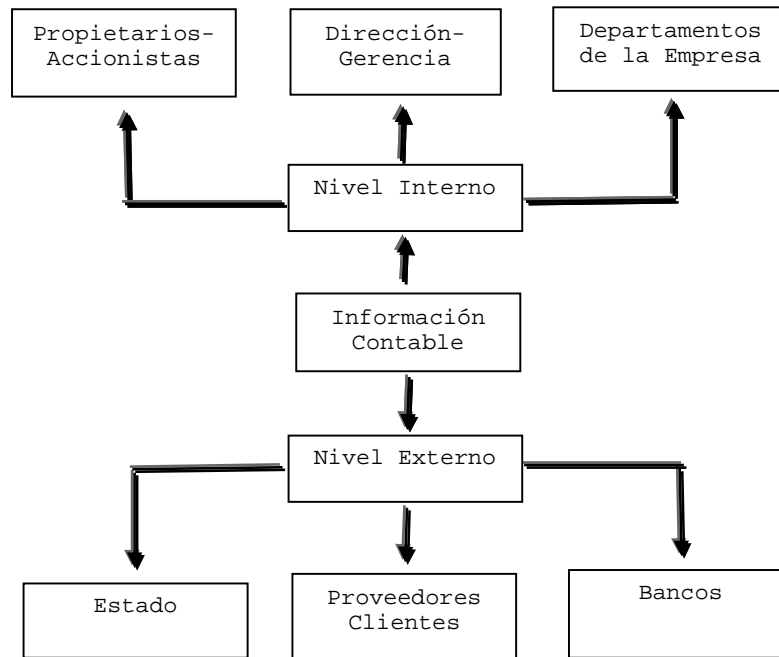 Propietarios-
Accionistas
Dirección-
Gerencia
Departamentos
de la Empresa
Nivel Interno
Información
Contable
Nivel Externo
Estado
Proveedores
Clientes
Bancos